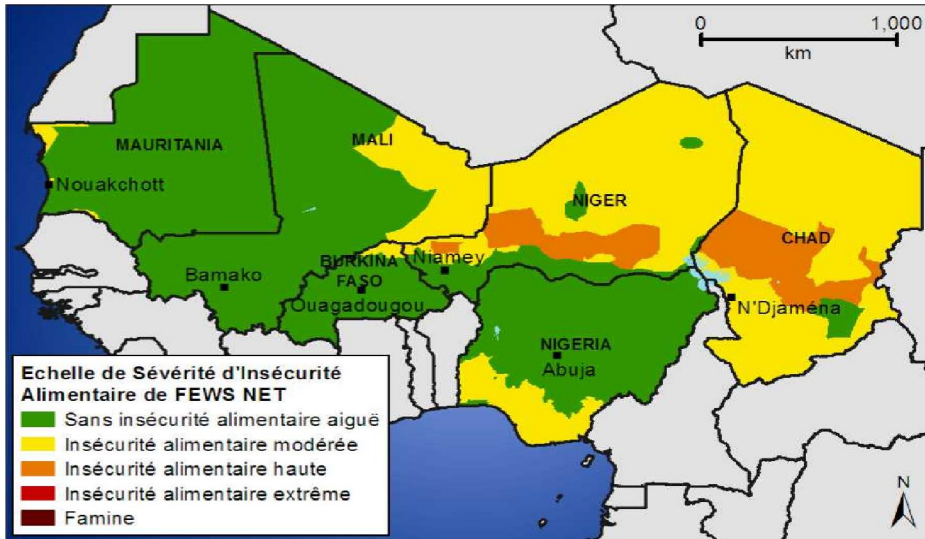 0 1,000
km
MAURITANIA
MALI
Nouakchott
NIGER
CHAD
BURKINA
FASO
Niamey
Bamako
Ouagadougou
N'Djaména
NIGERIA
Abuja
Echelle de Sévérité d'Insécurité
Alimentaire de FEWS NET
Sans insécurité alimentaire aiguë
Insécurité alimentaire modérée
Insécurité alimentaire haute
Insécurité alimentaire extrême
Famine
N